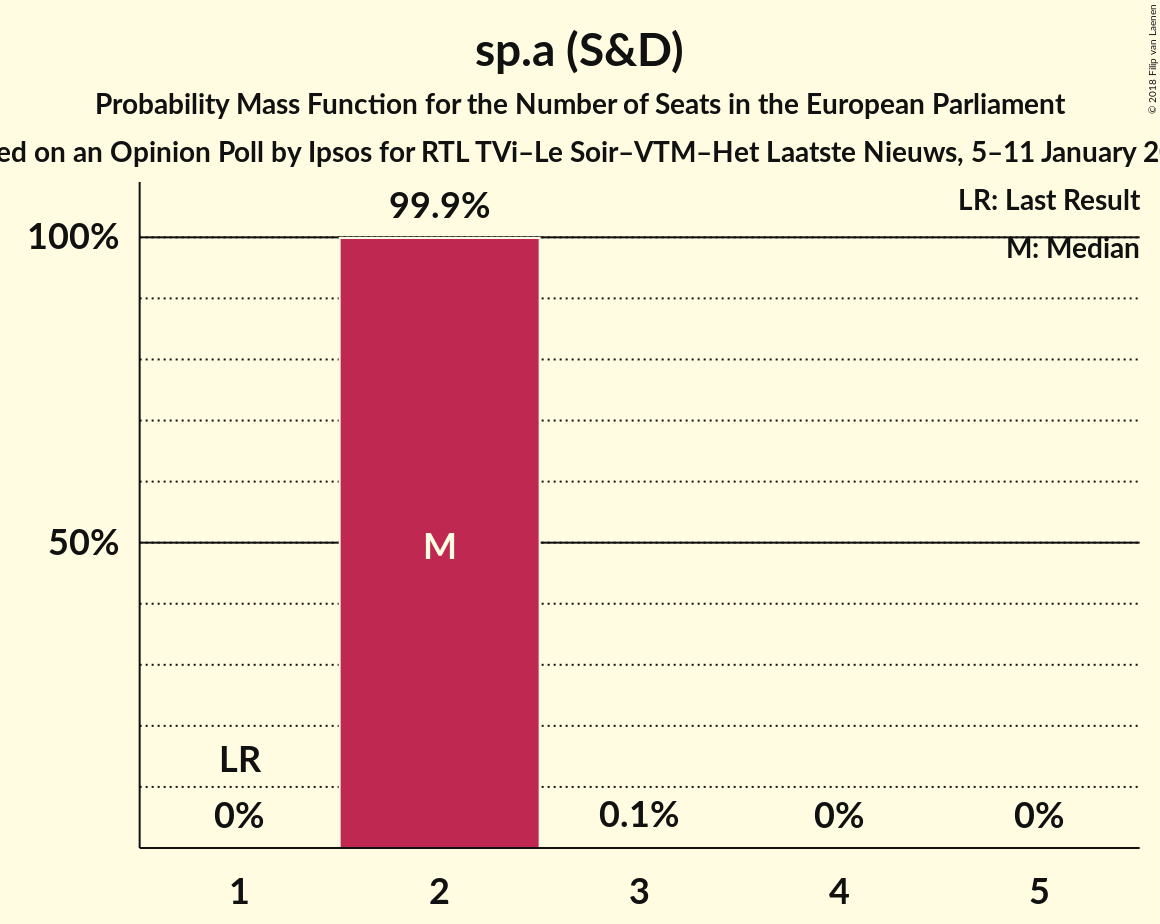 sp.a (S&D)
Probability Mass Function for the Number of Seats in the European Parliament
on an Opinion Poll by Ipsos for RTL TVi–Le Soir–VTM–Het Laatste Nieuws, 5–11 January
© 2018 Filip van Laenen
LR: Last Result
M: Median
99.9%
100%
50%
M
LR
0%
0.1%
0%
0%
1 2 3 4 5